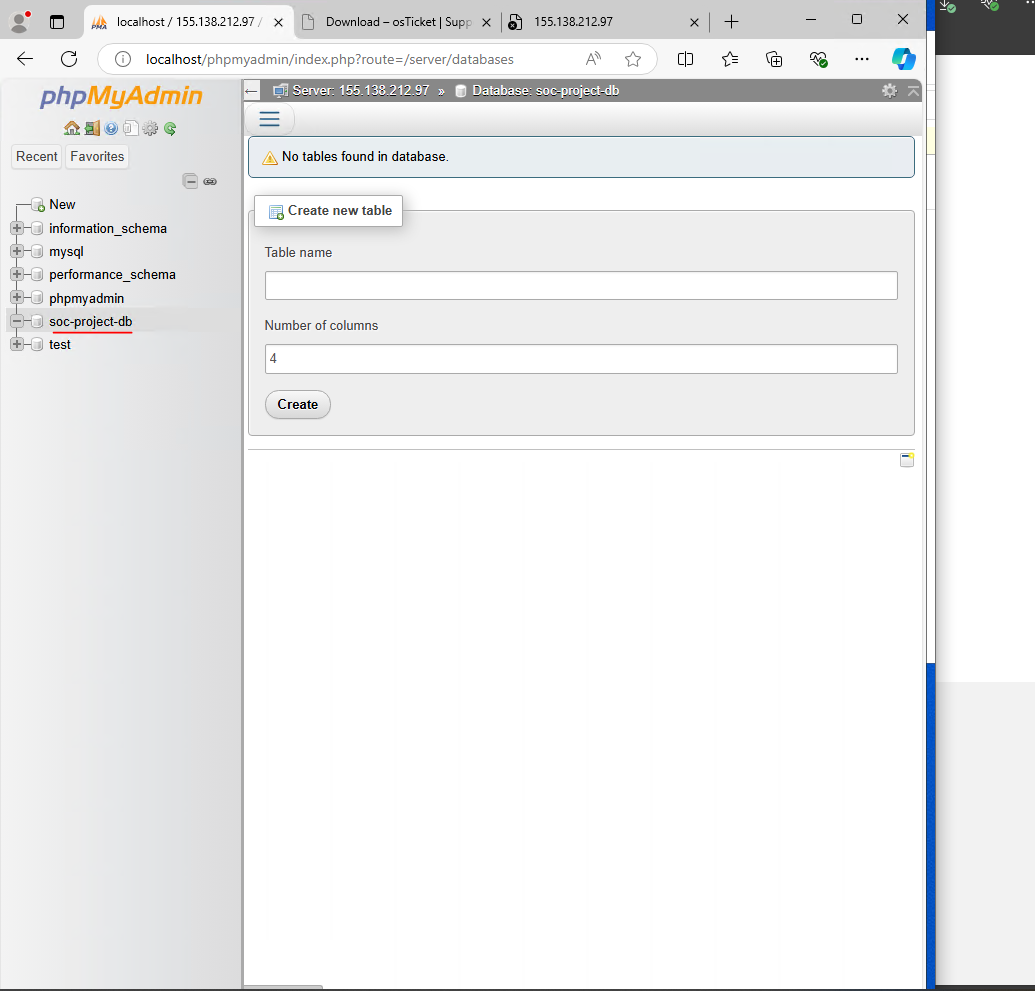 localhost / 155.138.212.97 /
Download – osTicket | Supp
155.138.212.97
localhost/phpmyadmin/index.php?route=/server/databases
phpMyAdmin
Recent
Favorites
New
information_schema
mysql
performance_schema
phpmyadmin
soc-project-db
test
Server: 155.138.212.97 » Database: soc-project-db
No tables found in database.
Create new table
Table name
Number of columns
4
Create